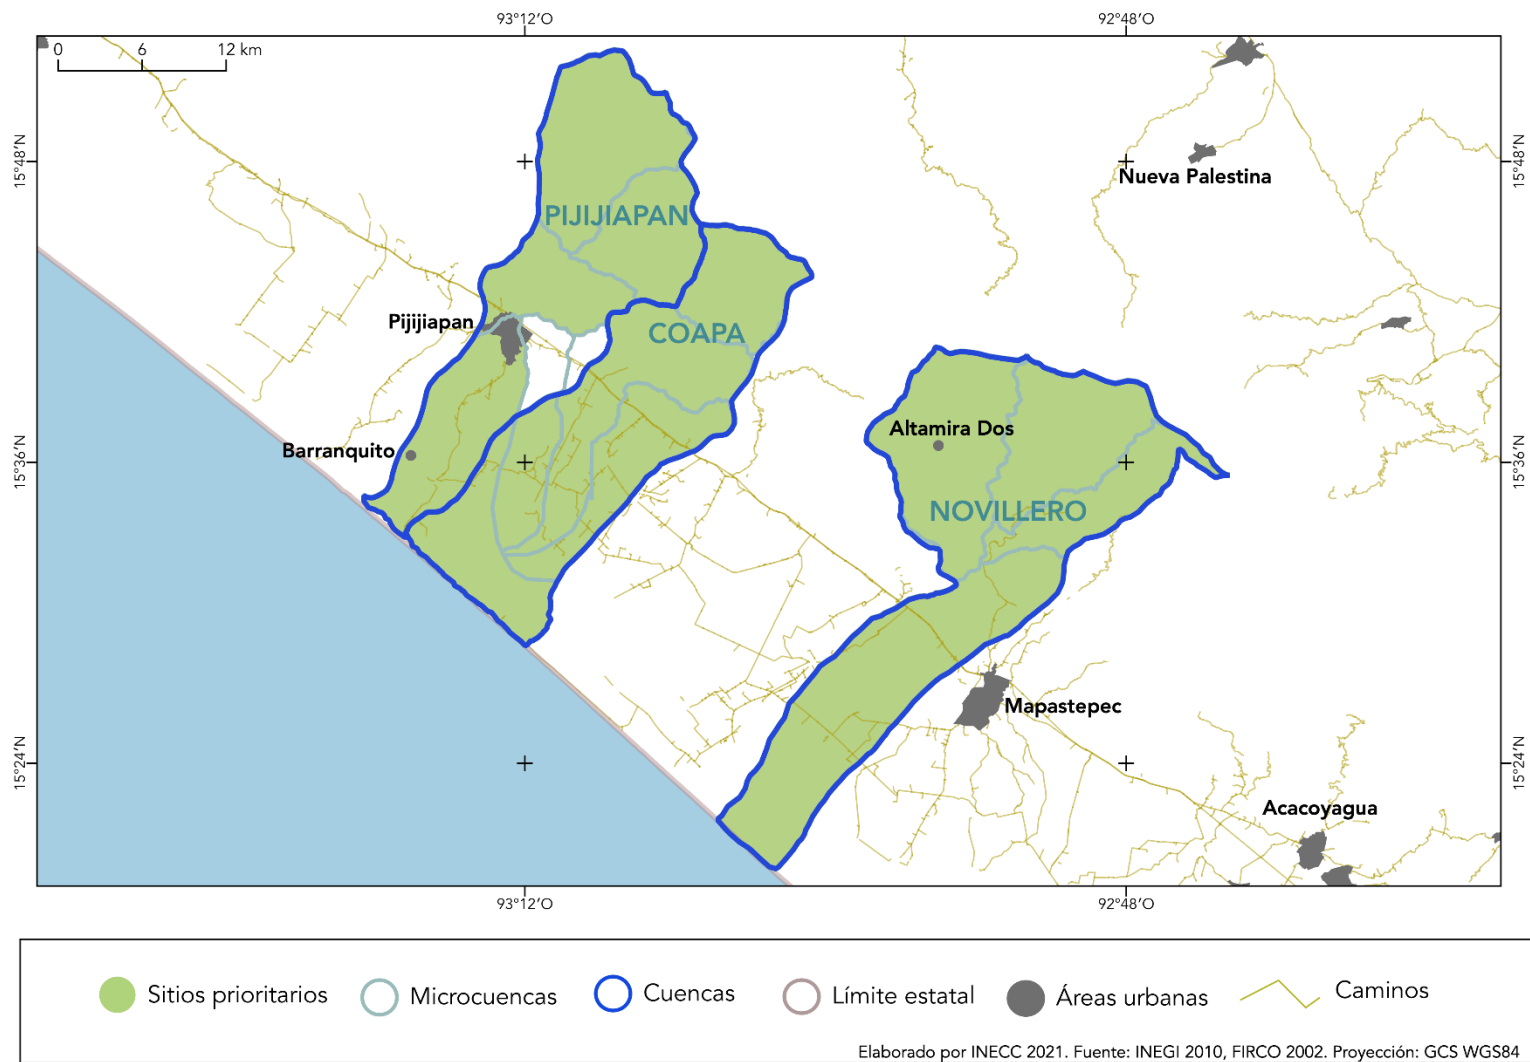 93°12'O
92°48'O
0
6
12 km
15°48'N
15°48'N
Nueva Palestina
PIJIJIAPAN
Pijijiapan
COAPA
Altamira Dos
Barranquito
15°36'N
15°36'N
NOVILLERO
Mapastepec
15°24'N
15°24'N
Acacoyagua
93°12'O
92°48'O
Sitios prioritarios
Microcuencas
Cuencas
Límite estatal
Áreas urbanas
Caminos
Elaborado por INECC 2021. Fuente: INEGI 2010, FIRCO 2002. Proyección: GCS WGS84